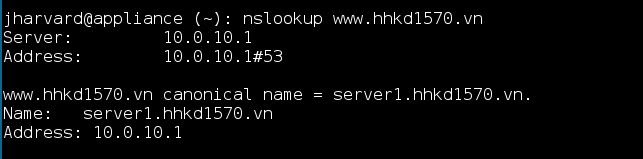 jharvard@appliance (~): nslookup www.hhkd1570.vn
Server: 10.0.10.1
Address: 10.0.10.1#53
www.hhkd1570.vn canonical name = server1.hhkd1570.vn.
Name: server1.hhkd1570.vn
Address: 10.0.10.1